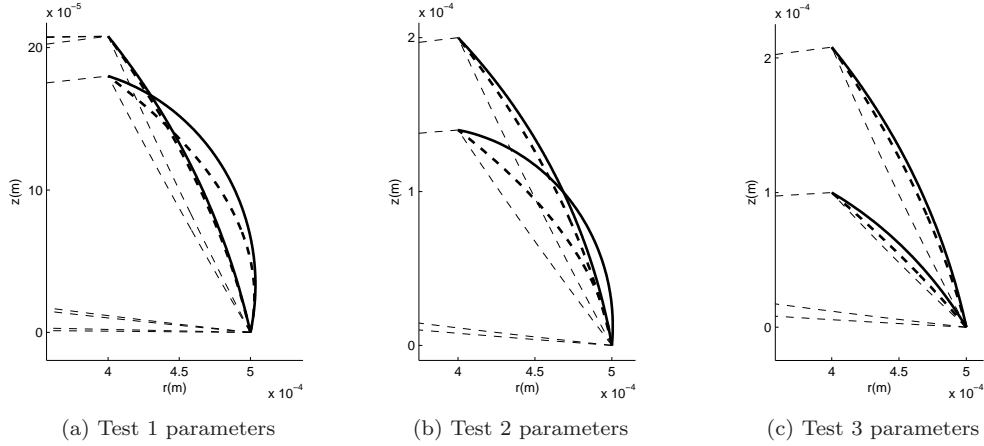 x 10⁻⁵
20
10
0
z(m)
4
4.5
5
r(m)
x 10⁻⁴
(a) Test 1 parameters
x 10⁻⁴
2
1
0
z(m)
4
4.5
5
r(m)
x 10⁻⁴
(b) Test 2 parameters
x 10⁻⁴
2
1
0
z(m)
4
4.5
5
r(m)
x 10⁻⁴
(c) Test 3 parameters